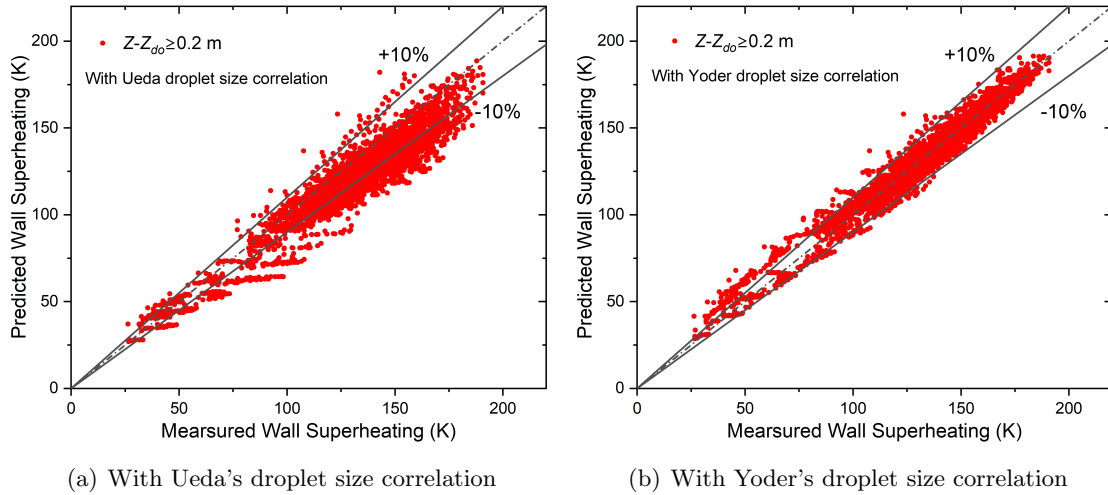 Z-Zdo≥0.2 m
+10%
With Ueda droplet size correlation
-10%
Predicted Wall Superheating (K)
0
50
100
150
200
0
50
100
150
200
Mearsured Wall Superheating (K)
(a) With Ueda's droplet size correlation
Z-Zdo≥0.2 m
+10%
With Yoder droplet size correlation
-10%
Predicted Wall Superheating (K)
0
50
100
150
200
0
50
100
150
200
Mearsured Wall Superheating (K)
(b) With Yoder's droplet size correlation